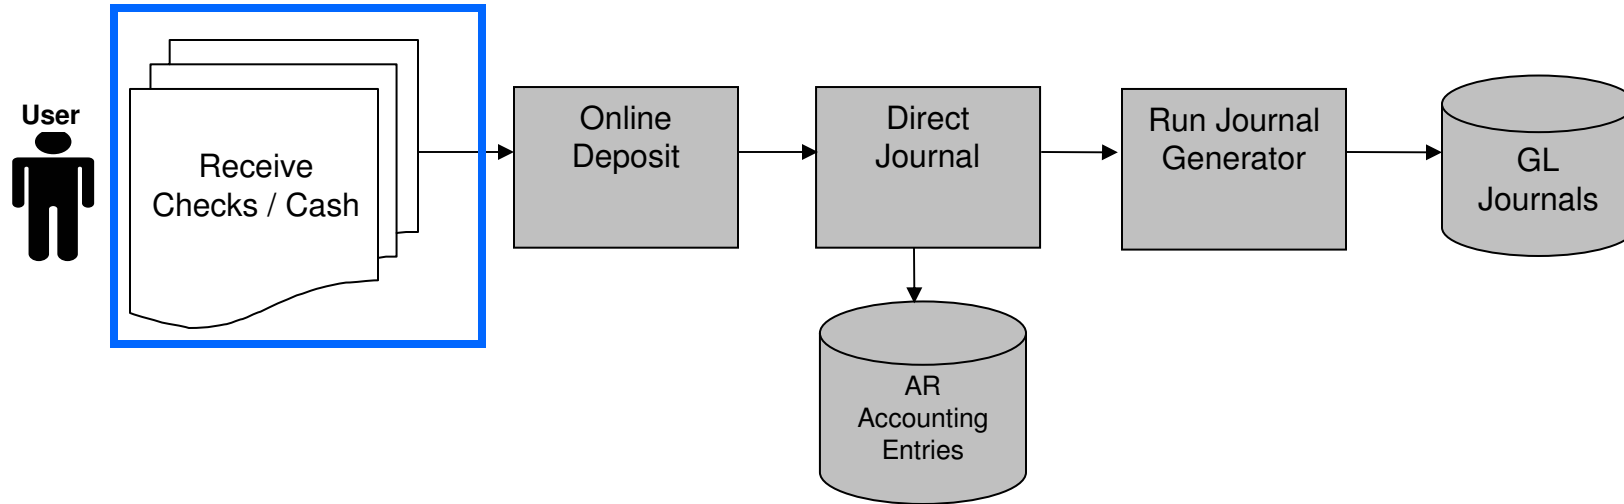 User
Receive
Checks / Cash
Online
Deposit
Direct
Journal
Run Journal
Generator
GL
Journals
AR
Accounting
Entries